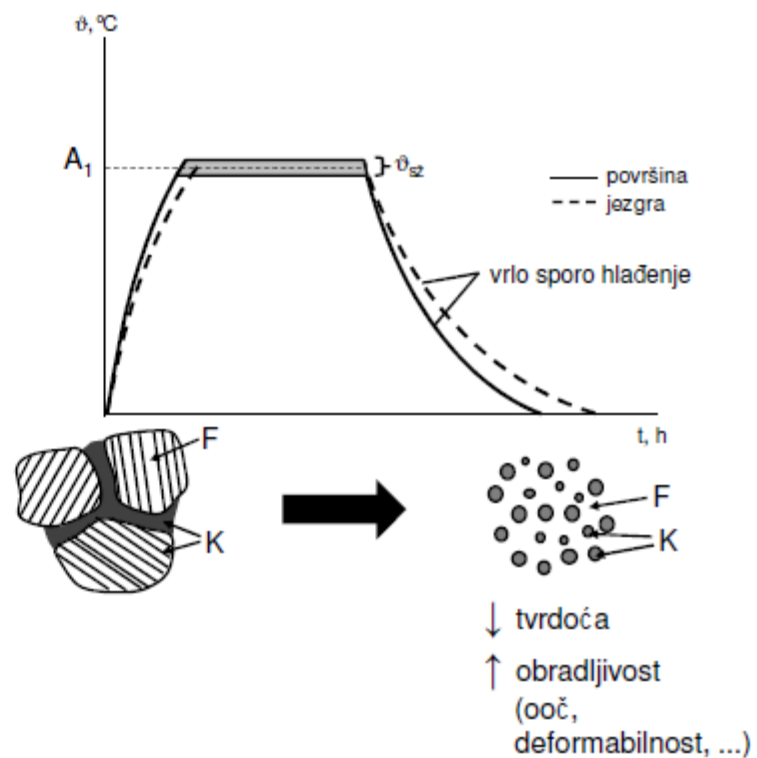 ϑ, ºC
A₁
ϑsž
površina
jezgra
vrlo sporo hlađenje
t, h
F
K
F
K
↓ tvrdoća
↑ obradljivost
(ooč,
deformabilnost, ...)